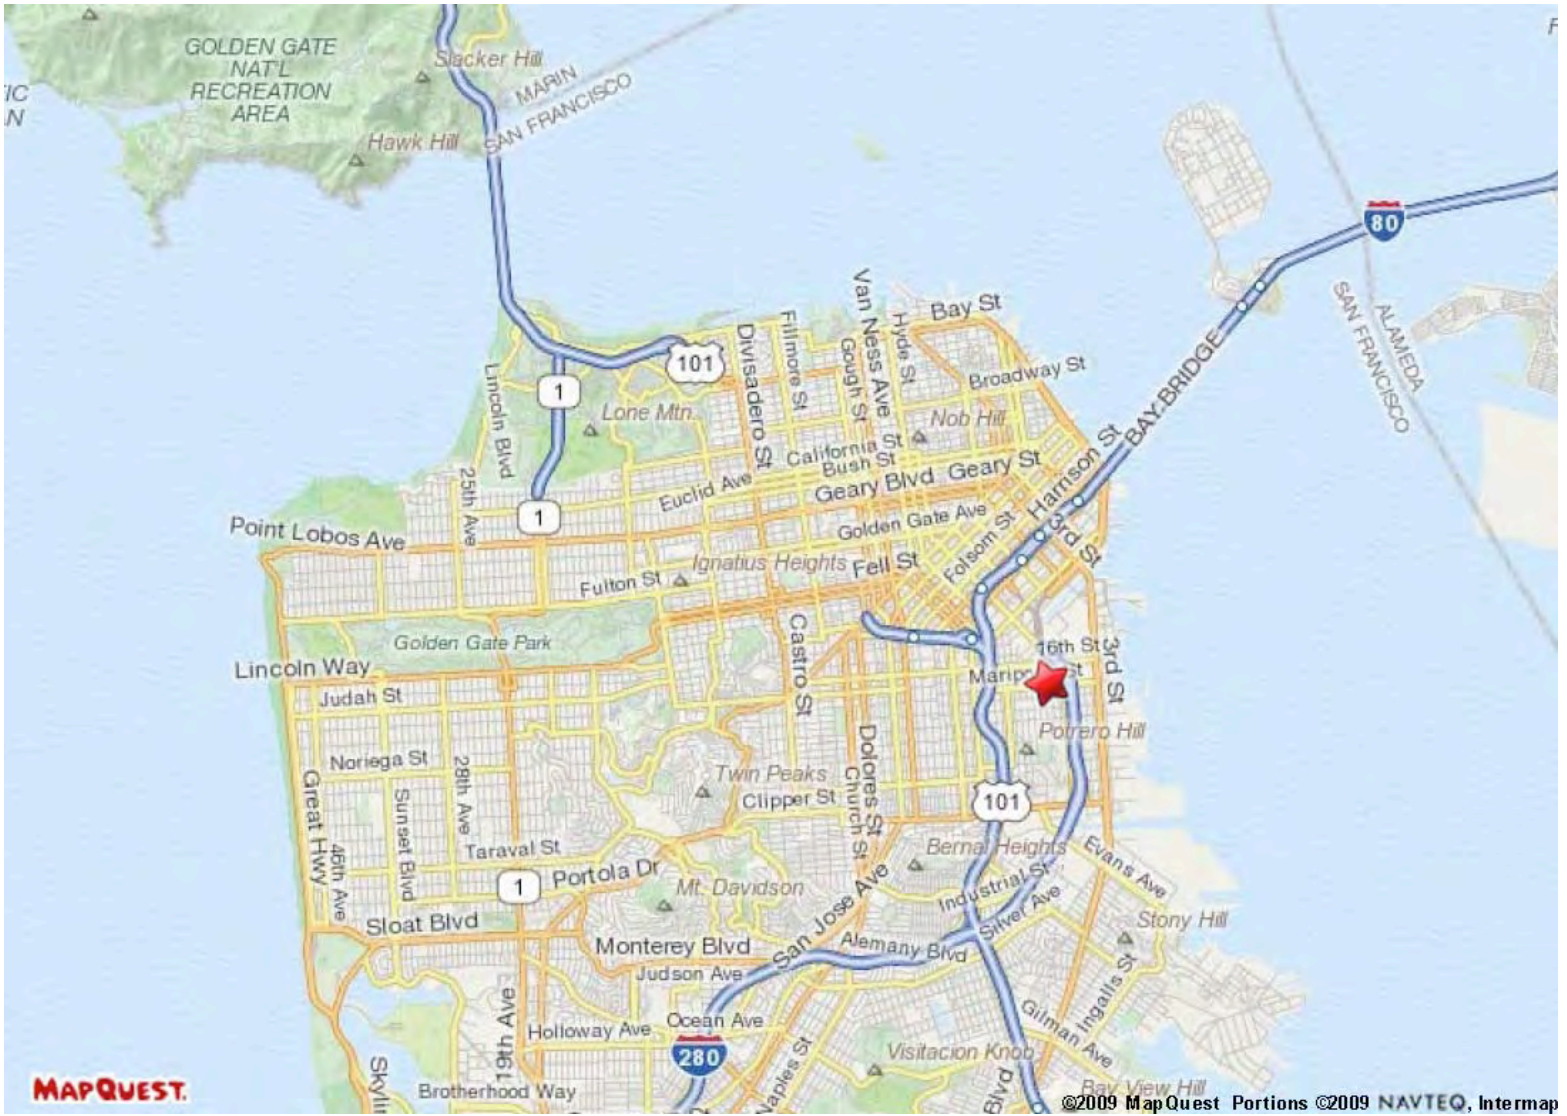 Slacker Hill
GOLDEN GATE
NAT'L
RECREATION
AREA
MARIN
SAN FRANCISCO
IC
N
Hawk Hill
F
80
SAN FRANCISCO
ALAMEDA
SAN FRANCISCO
BAY BRIDGE
Van Ness Ave
Bay St
Hyde St
Fillmore St
Divisadero St
Gough St
101
1
Lincoln Blvd
Broadway St
Lone Mtn.
Nob Hill
California St
Bush St
Geary Blvd
Geary St
Harrison St
Euclid Ave
25th Ave
1
Point Lobos Ave
Golden Gate Ave
Folsom St
3rd St
Ignatius Heights
Fell St
Fulton St
Golden Gate Park
Castro St
16th St
3rd St
Lincoln Way
Judah St
St
Potrero Hill
Dolores St
Church St
Noriega St
28th Ave
Twin Peaks
Clipper St
101
Great Hwy
Sunset Blvd
46th Ave
Taraval St
Portola Dr
1
Bernal Heights
Evans Ave
Mt. Davidson
Industrial St
Silver Ave
San Jose Ave
Stony Hill
Sloat Blvd
Monterey Blvd
Alemany Blvd
Judson Ave
Ingalls St
Gilman Ave
19th Ave
Holloway Ave
Ocean Ave
280
Naples St
Visitacion Knob
Brotherhood Way
Blvd
Bay View Hill
MAPQUEST.
©2009 MapQuest Portions ©2009 NAVTEQ, Intermap